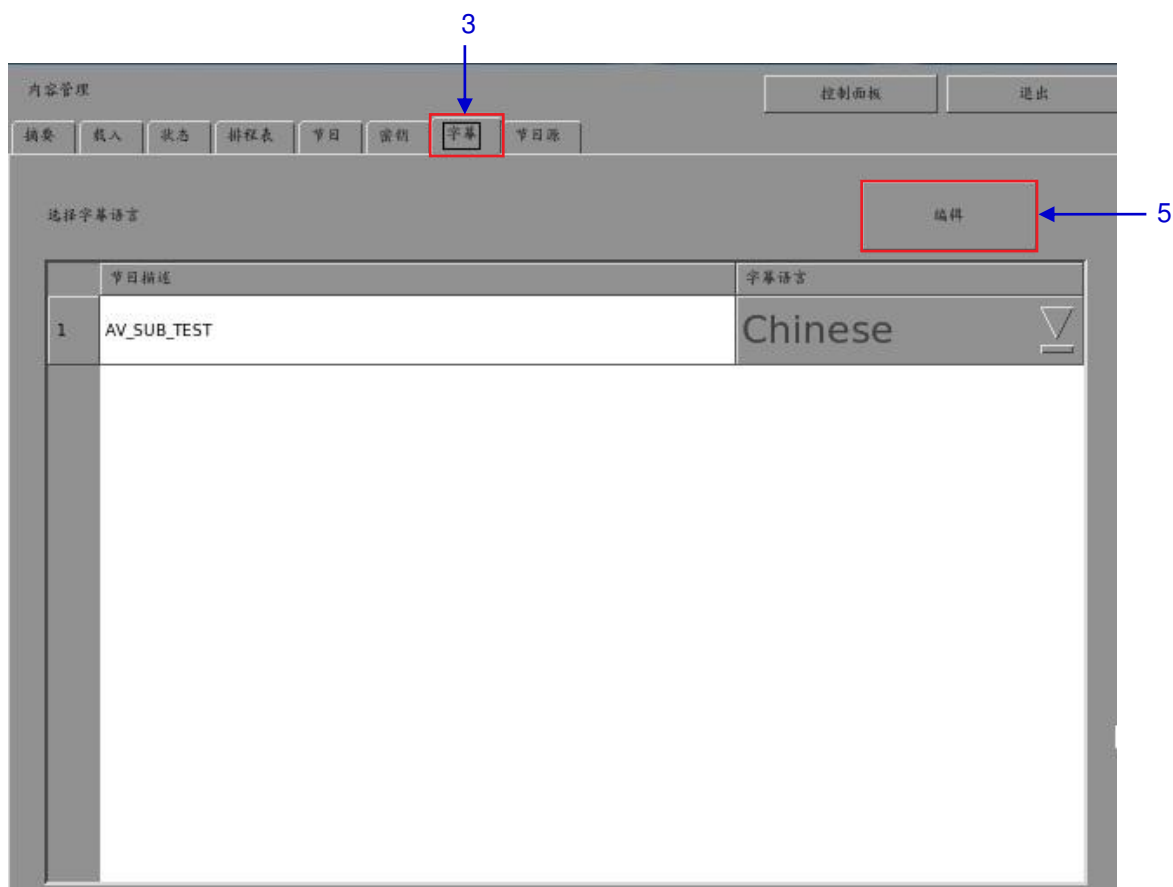 3
内容管理 控制面板 退出
摘要 载入 状态 排程表 节目 密钥 字幕 节目源
选择字幕语言 编辑 5
节目描述 字幕语言
1 AV_SUB_TEST Chinese